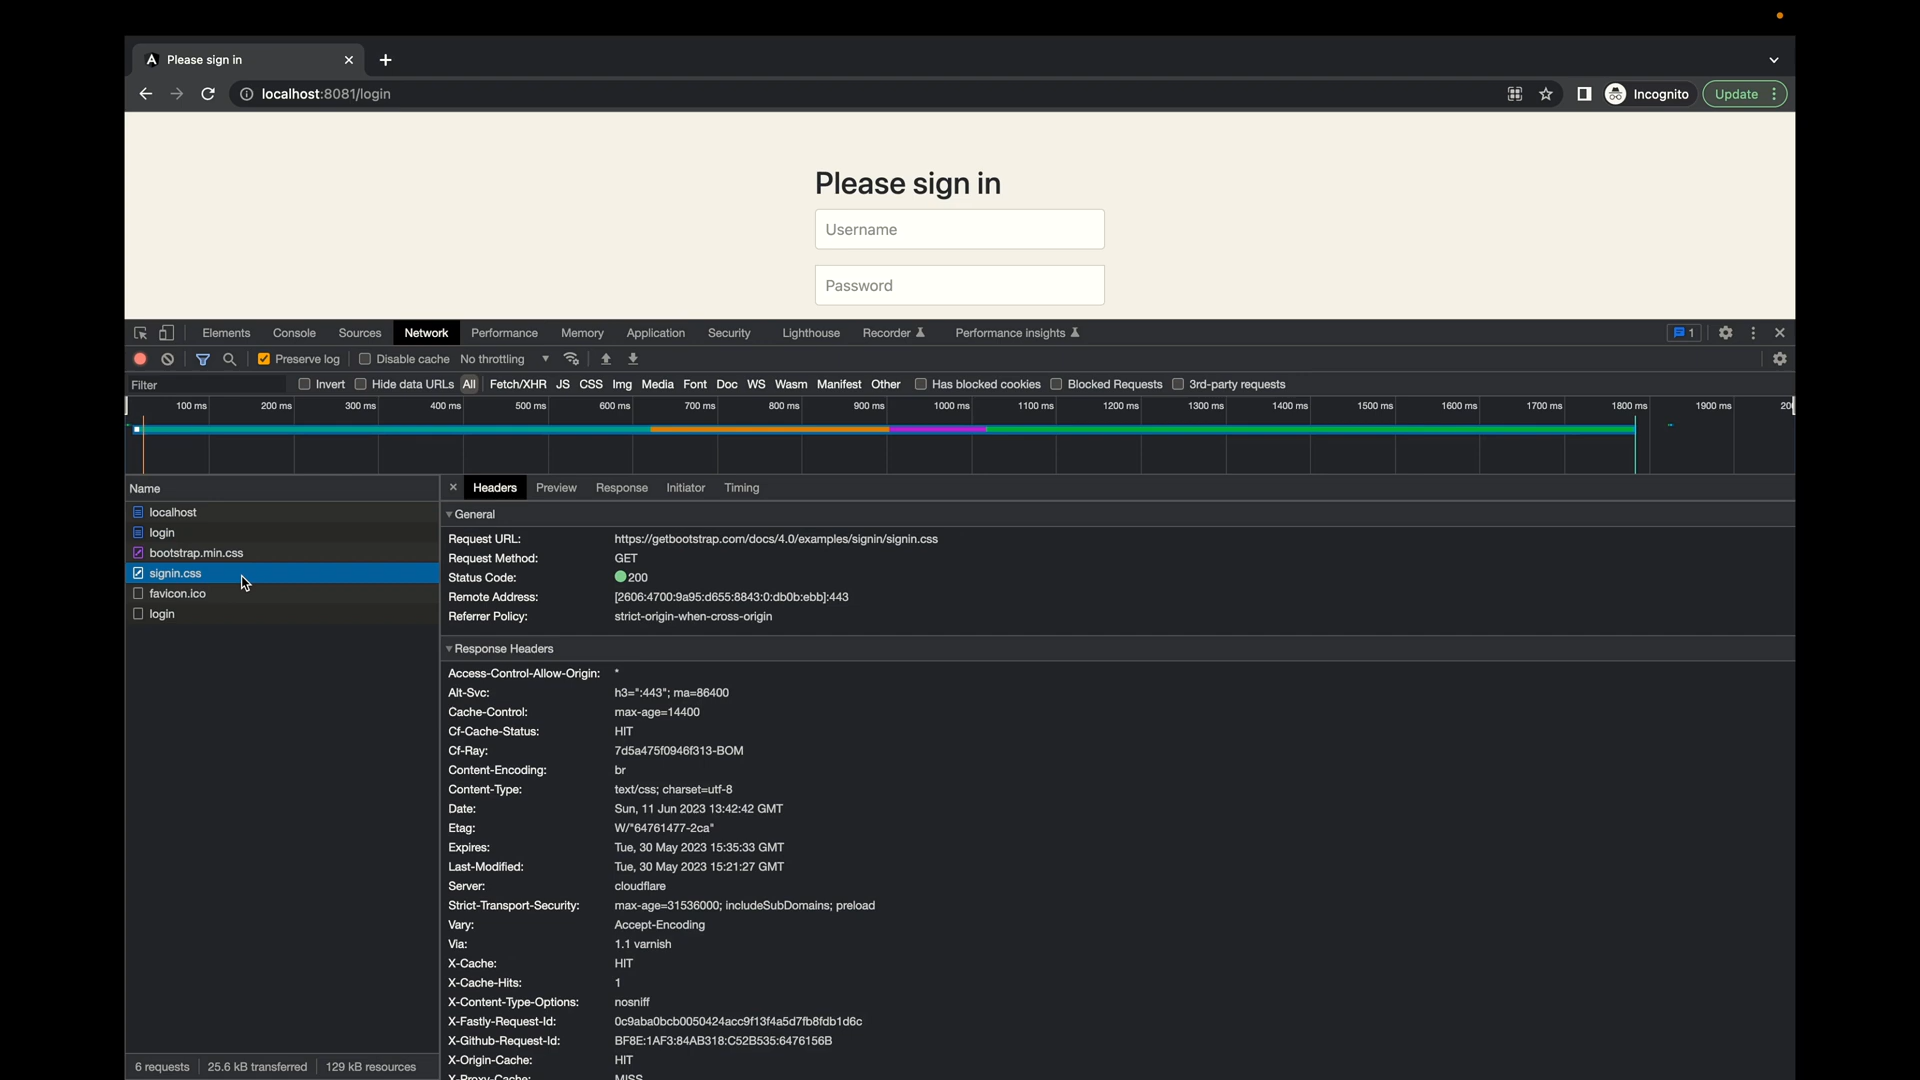 Please sign in
localhost:8081/login
Incognito
Update
Please sign in
Username
Password
Elements Console Sources Network Performance Memory Application Security Lighthouse Recorder Performance insights 1
Preserve log Disable cache No throttling
Filter Invert Hide data URLs All Fetch/XHR JS CSS Img Media Font Doc WS Wasm Manifest Other Has blocked cookies Blocked Requests 3rd-party requests
100 ms 200 ms 300 ms 400 ms 500 ms 600 ms 700 ms 800 ms 900 ms 1000 ms 1100 ms 1200 ms 1300 ms 1400 ms 1500 ms 1600 ms 1700 ms 1800 ms 1900 ms
Name
localhost
login
bootstrap.min.css
signin.css
favicon.ico
login
6 requests 25.6 kB transferred 129 kB resources
Headers Preview Response Initiator Timing
General
Request URL: https://getbootstrap.com/docs/4.0/examples/signin/signin.css
Request Method: GET
Status Code: 200
Remote Address: [2606:4700:9a95:d655:8843:0:db0b:ebb]:443
Referrer Policy: strict-origin-when-cross-origin
Response Headers
Access-Control-Allow-Origin: *
Alt-Svc: h3=":443"; ma=86400
Cache-Control: max-age=14400
Cf-Cache-Status: HIT
Cf-Ray: 7d5a475f0946f313-BOM
Content-Encoding: br
Content-Type: text/css; charset=utf-8
Date: Sun, 11 Jun 2023 13:42:42 GMT
Etag: W/"64761477-2ca"
Expires: Tue, 30 May 2023 15:35:33 GMT
Last-Modified: Tue, 30 May 2023 15:21:27 GMT
Server: cloudflare
Strict-Transport-Security: max-age=31536000; includeSubDomains; preload
Vary: Accept-Encoding
Via: 1.1 varnish
X-Cache: HIT
X-Cache-Hits: 1
X-Content-Type-Options: nosniff
X-Fastly-Request-Id: 0c9aba0bcb0050424acc9f13f4a5d7fb8fdb1d6c
X-Github-Request-Id: BF8E:1AF3:84AB318:C52B535:6476156B
X-Origin-Cache: HIT
X-Proxy-Cache: MISS